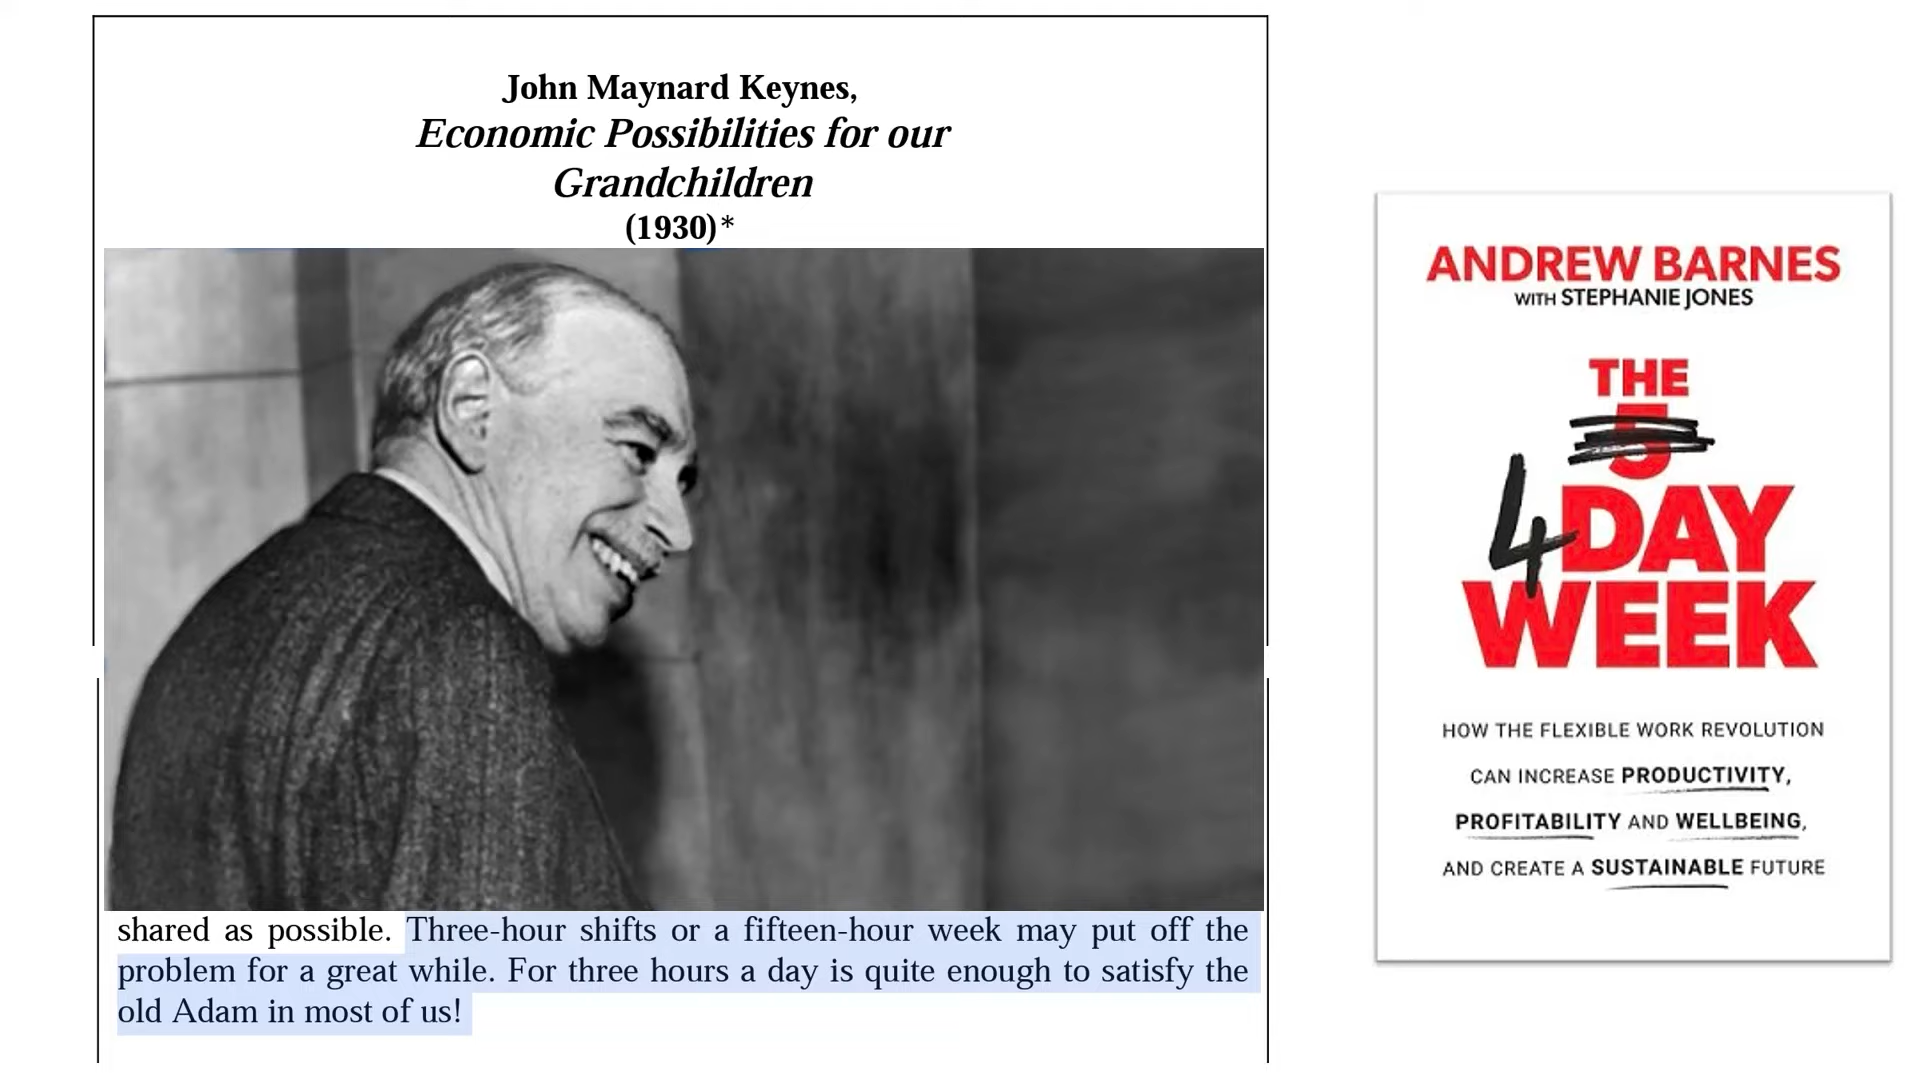 John Maynard Keynes,
Economic Possibilities for our
Grandchildren
(1930)*
shared as possible. Three-hour shifts or a fifteen-hour week may put off the
problem for a great while. For three hours a day is quite enough to satisfy the
old Adam in most of us!
ANDREW BARNES
WITH STEPHANIE JONES
THE
5
4 DAY
WEEK
HOW THE FLEXIBLE WORK REVOLUTION
CAN INCREASE PRODUCTIVITY,
PROFITABILITY AND WELLBEING,
AND CREATE A SUSTAINABLE FUTURE